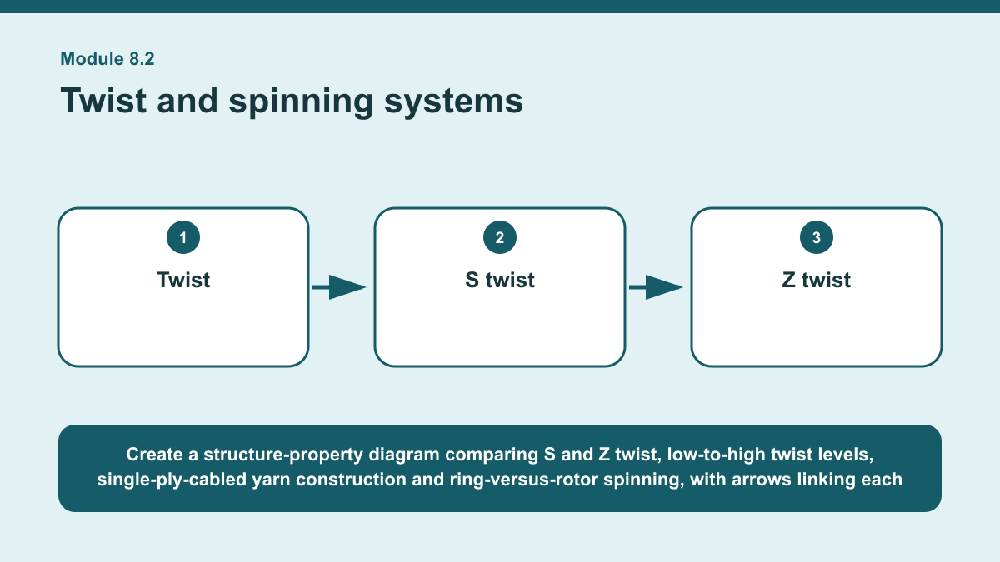 Module 8.2
Twist and spinning systems
1
Twist
2
S twist
3
Z twist
Create a structure-property diagram comparing S and Z twist, low-to-high twist levels,
single-ply-cabled yarn construction and ring-versus-rotor spinning, with arrows linking each